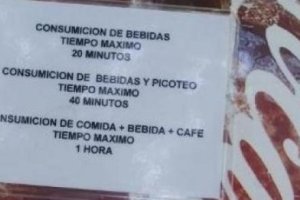 CONSUMICION DE BEBIDAS
TIEMPO MAXIMO
20 MINUTOS
CONSUMICION DE BEBIDAS Y PICOTEO
TIEMPO MAXIMO
40 MINUTOS
NSUMICION DE COMIDA + BEBIDA + CAFE
TIEMPO MAXIMO
1 HORA